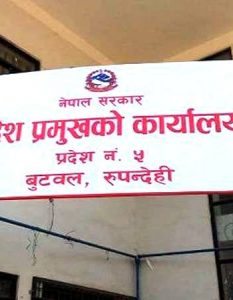 नेपाल सरकार
देश प्रमुखको कार्यालय
प्रदेश नं. ५
बुटवल, रुपन्देही